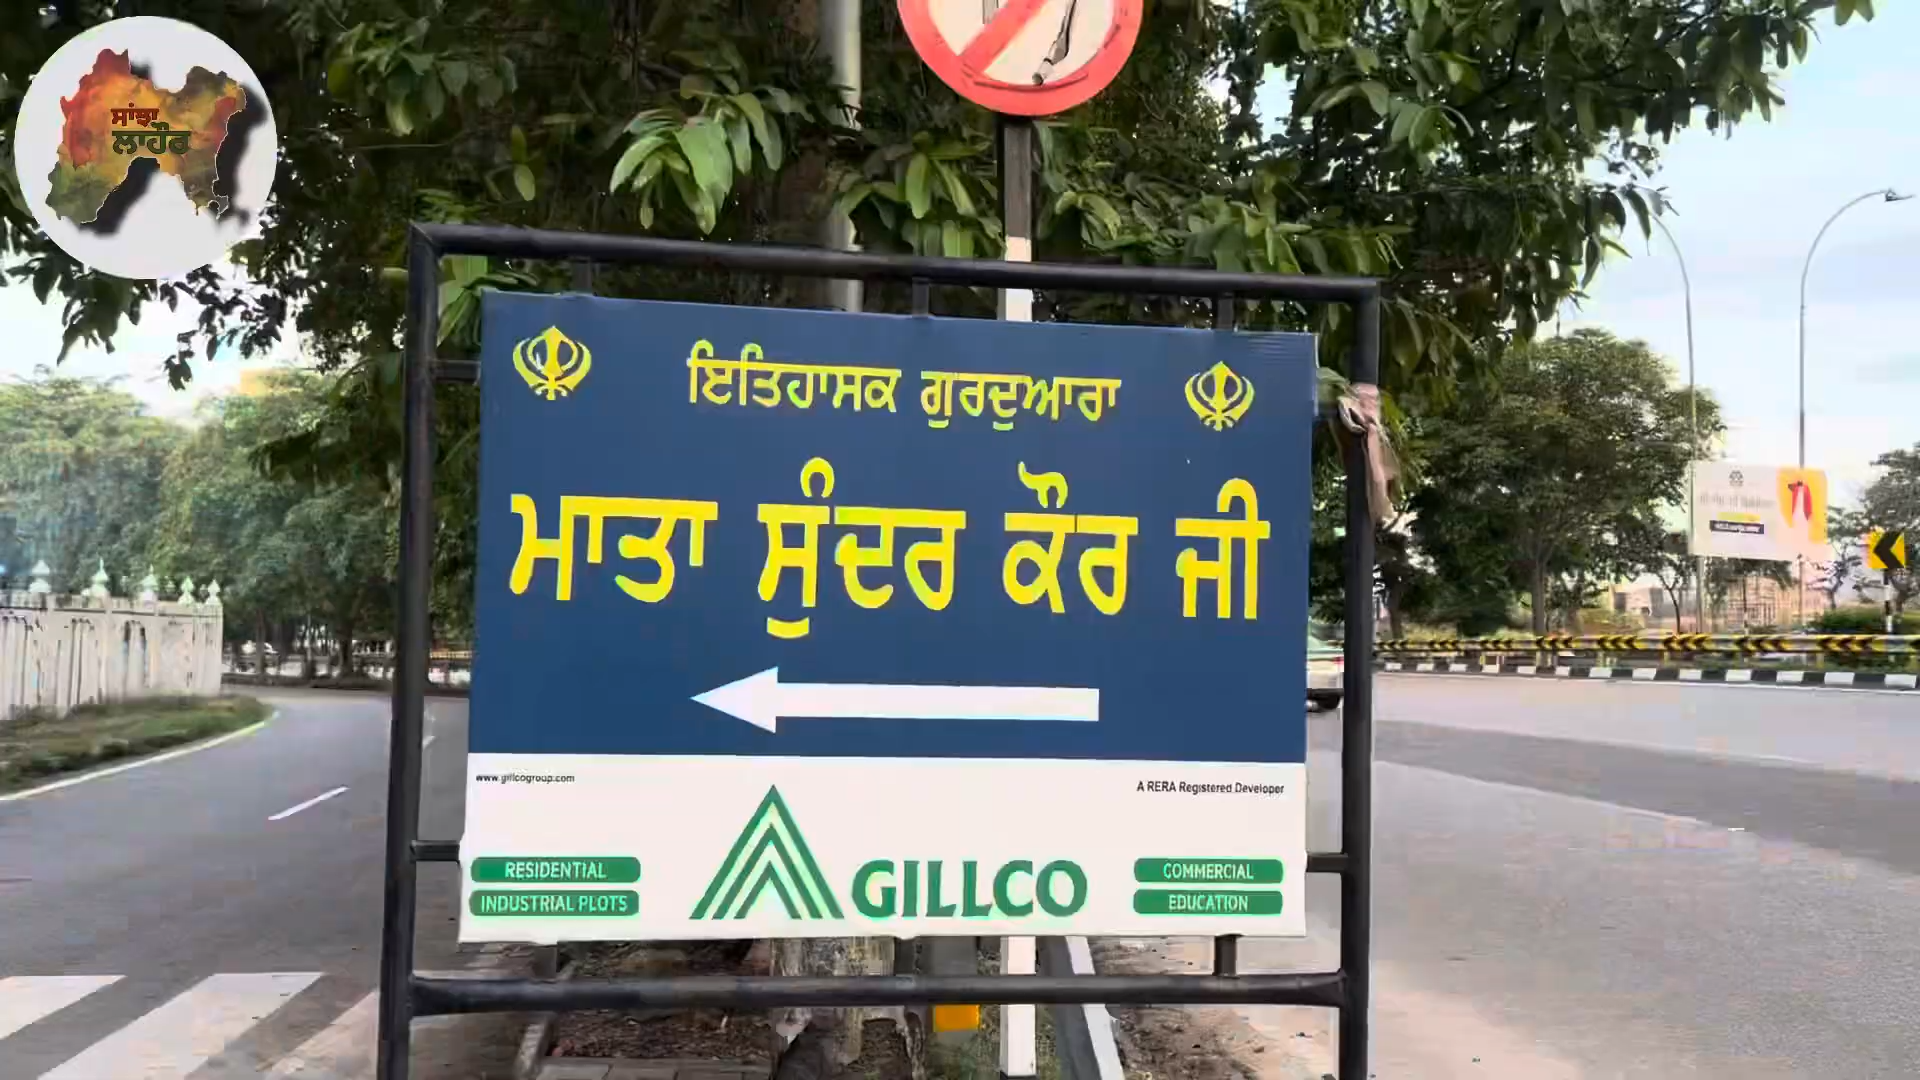 ਸਾਂਝਾ
ਲਾਹੌਰ
ਇਤਿਹਾਸਕ ਗੁਰਦੁਆਰਾ
ਮਾਤਾ ਸੁੰਦਰ ਕੌਰ ਜੀ
www.gillcogroup.com
A RERA Registered Developer
RESIDENTIAL
INDUSTRIAL PLOTS
GILLCO
COMMERCIAL
EDUCATION